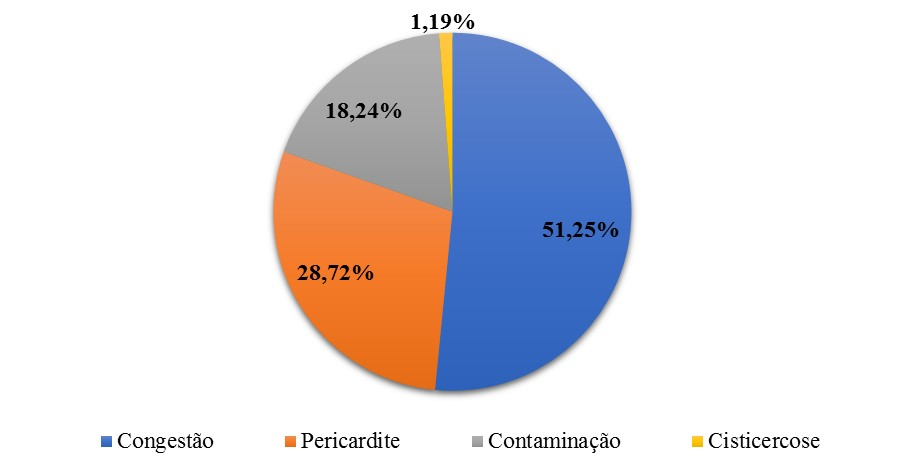 1,19%
18,24%
51,25%
28,72%
Congestão Pericardite Contaminação Cisticercose